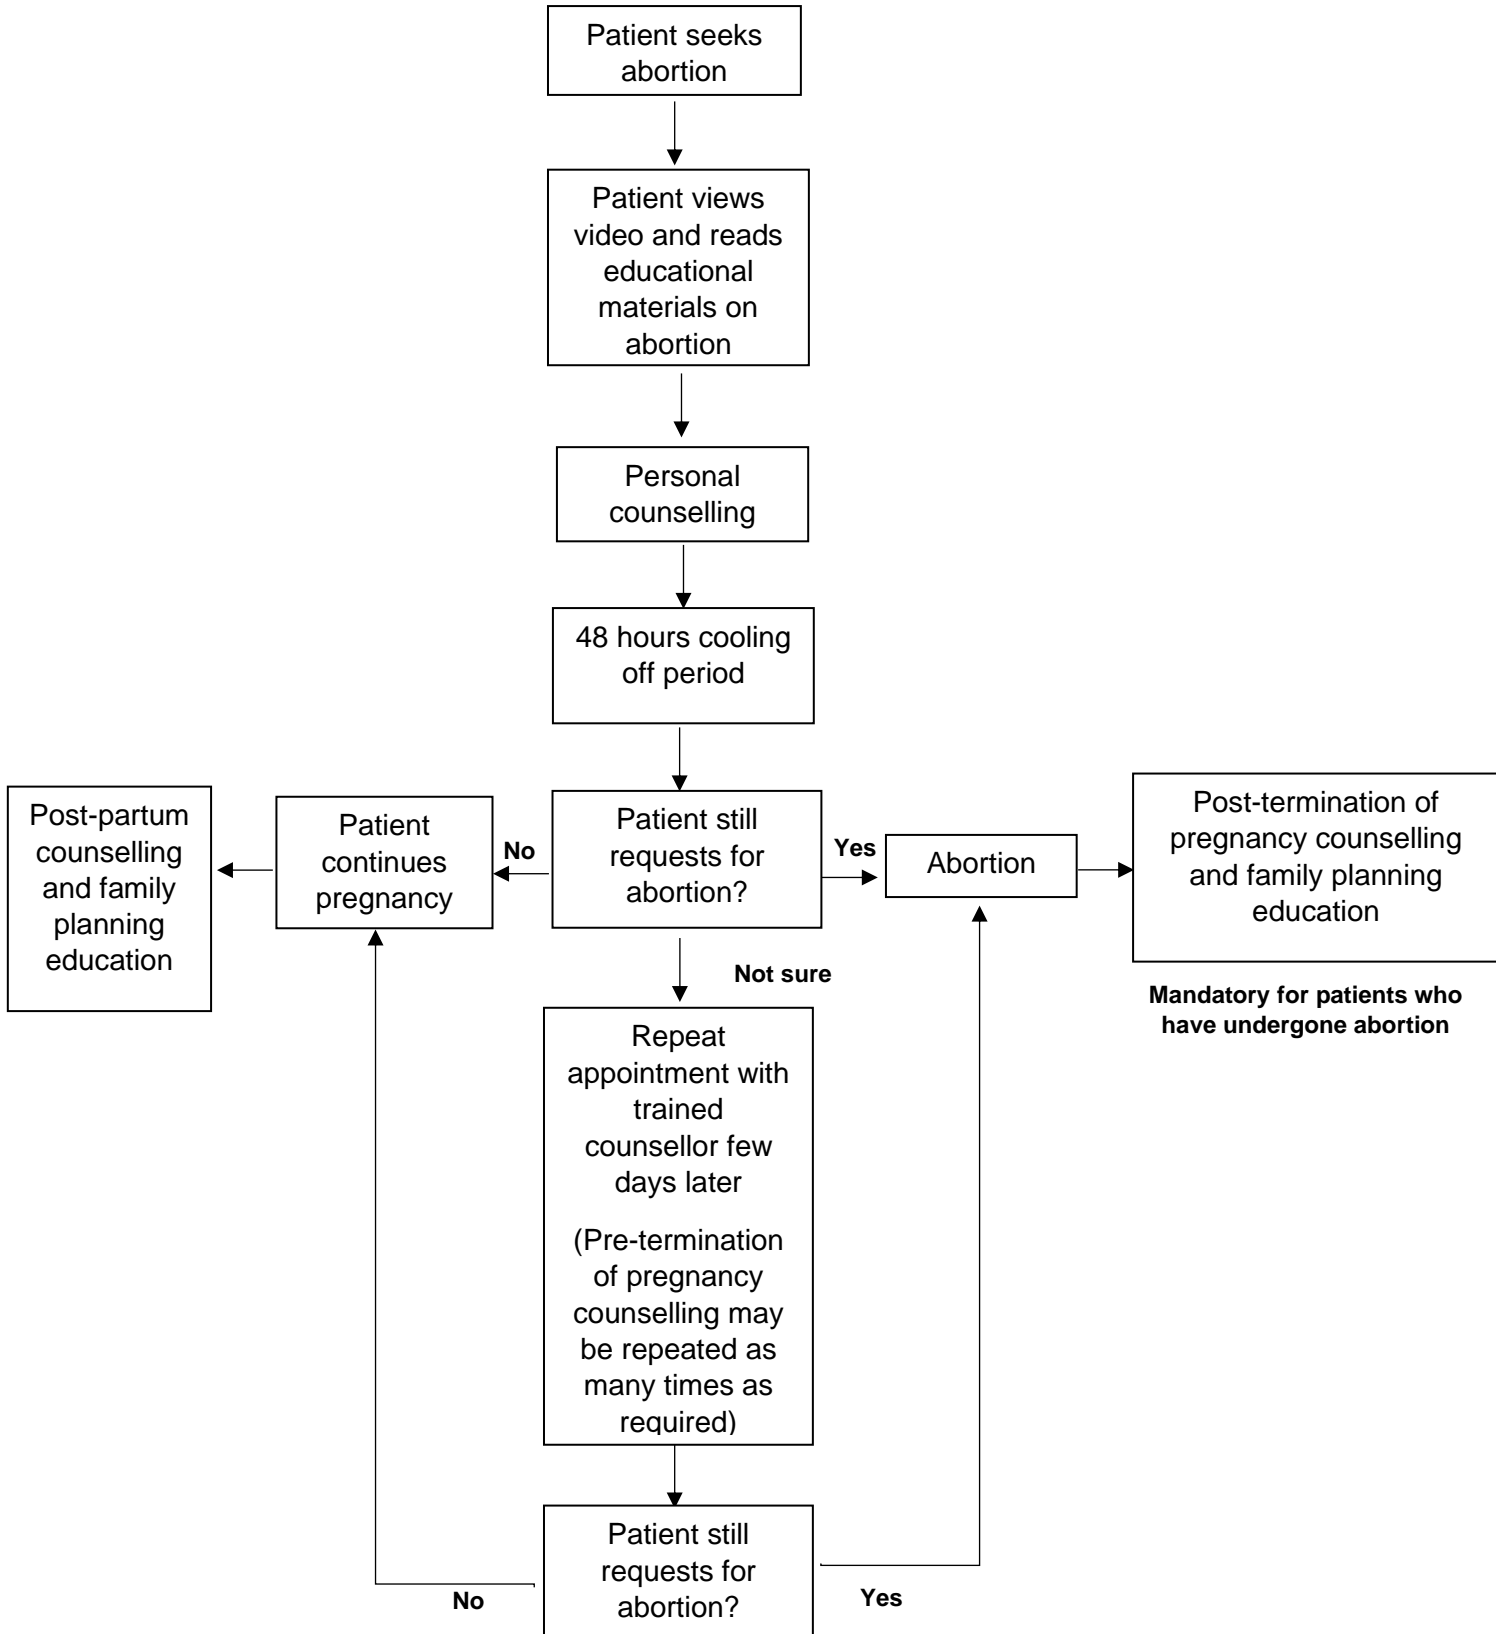 Patient seeks
abortion
Patient views
video and reads
educational
materials on
abortion
Personal
counselling
48 hours cooling
off period
Post-partum
counselling
and family
planning
education
Patient
continues
pregnancy
No
Patient still
requests for
abortion?
Yes
Abortion
Post-termination of
pregnancy counselling
and family planning
education
Mandatory for patients who
have undergone abortion
Not sure
Repeat
appointment with
trained
counsellor few
days later
(Pre-termination
of pregnancy
counselling may
be repeated as
many times as
required)
Patient still
requests for
abortion?
No
Yes